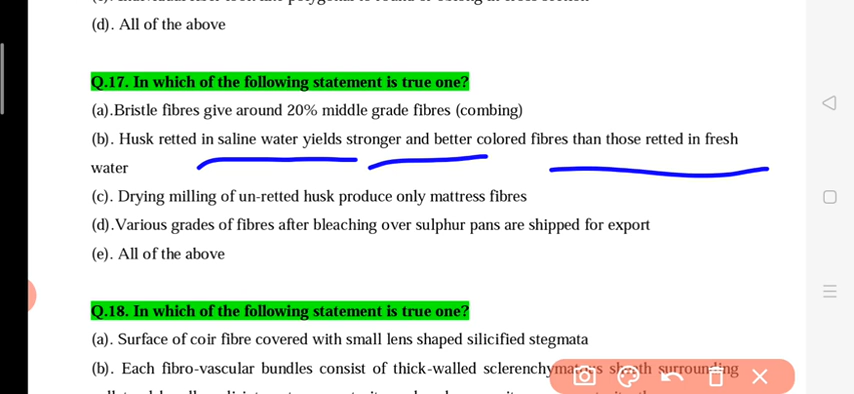 (d). All of the above
Q.17. In which of the following statement is true one?
(a).Bristle fibres give around 20% middle grade fibres (combing)
(b). Husk retted in saline water yields stronger and better colored fibres than those retted in fresh
water
(c). Drying milling of un-retted husk produce only mattress fibres
(d).Various grades of fibres after bleaching over sulphur pans are shipped for export
(e). All of the above
Q.18. In which of the following statement is true one?
(a). Surface of coir fibre covered with small lens shaped silicified stegmata
(b). Each fibro-vascular bundles consist of thick-walled sclerenchymatous sheath surrounding